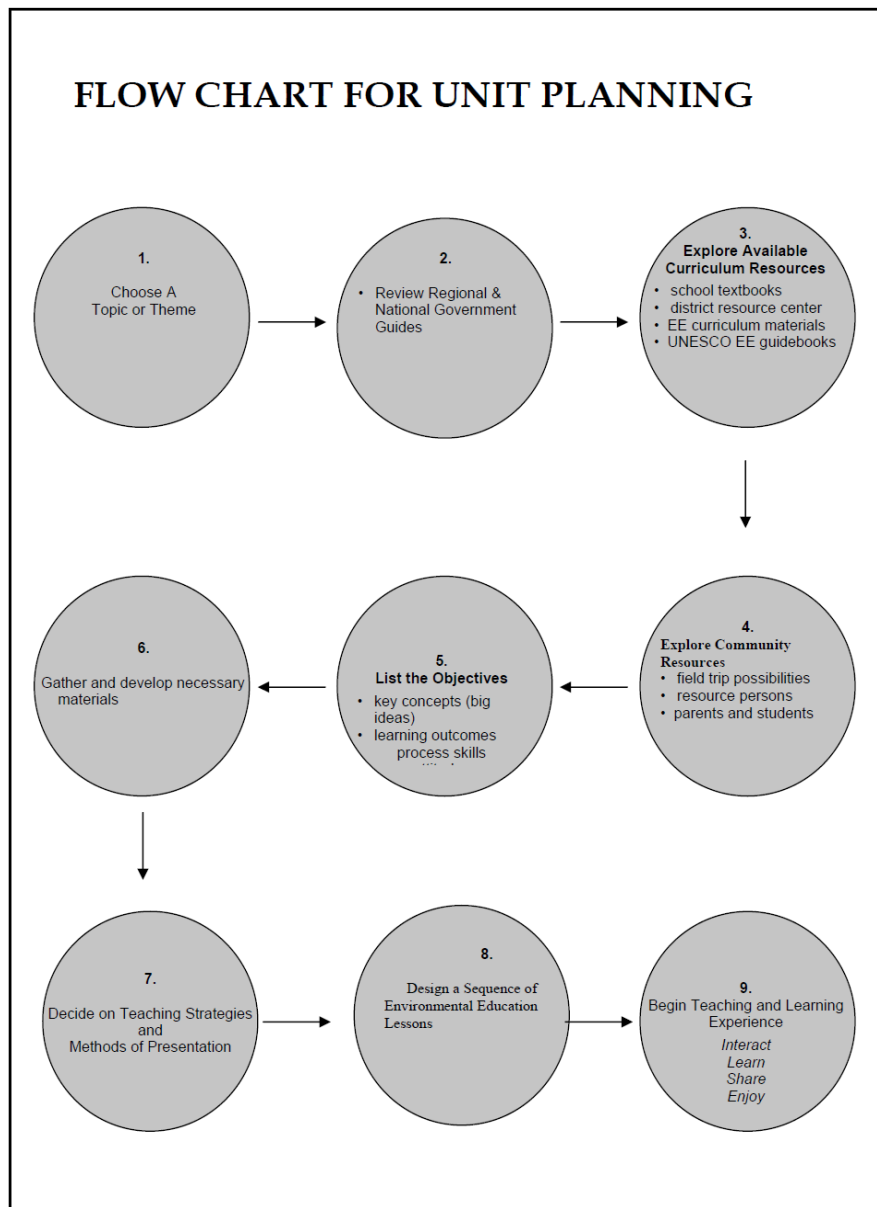 FLOW CHART FOR UNIT PLANNING
1.
Choose A
Topic or Theme
2.
• Review Regional &
National Government
Guides
3.
Explore Available
Curriculum Resources
• school textbooks
• district resource center
• EE curriculum materials
• UNESCO EE guidebooks
4.
Explore Community
Resources
• field trip possibilities
• resource persons
• parents and students
5.
List the Objectives
• key concepts (big
ideas)
• learning outcomes
process skills
6.
Gather and develop necessary
materials
7.
Decide on Teaching Strategies
and
Methods of Presentation
8.
Design a Sequence of
Environmental Education
Lessons
9.
Begin Teaching and Learning
Experience
Interact
Learn
Share
Enjoy